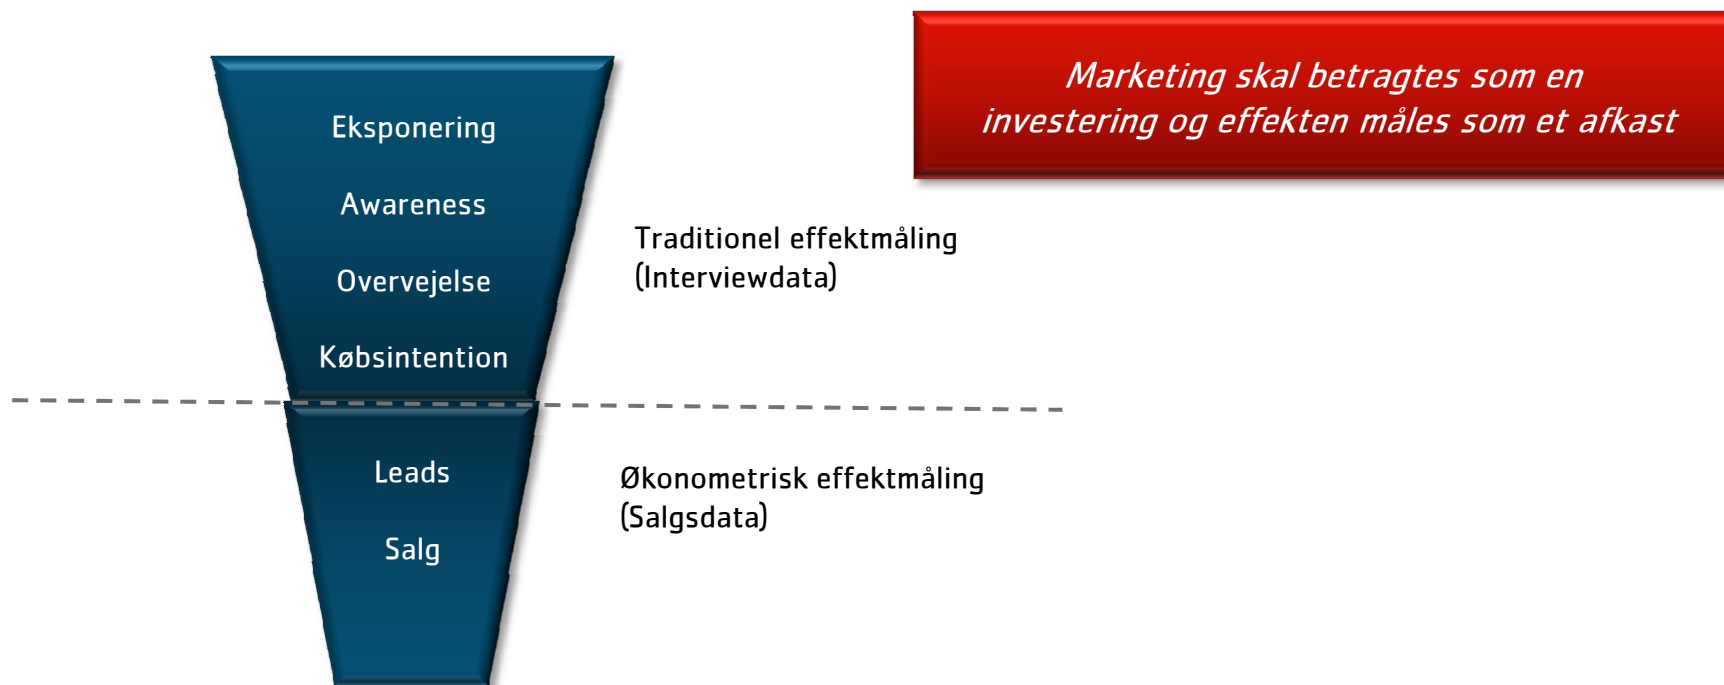 Marketing skal betragtes som en
investering og effekten måles som et afkast
Eksponering
Awareness
Overvejelse
Købsintention
Traditionel effektmåling
(Interviewdata)
Leads
Salg
Økonometrisk effektmåling
(Salgsdata)